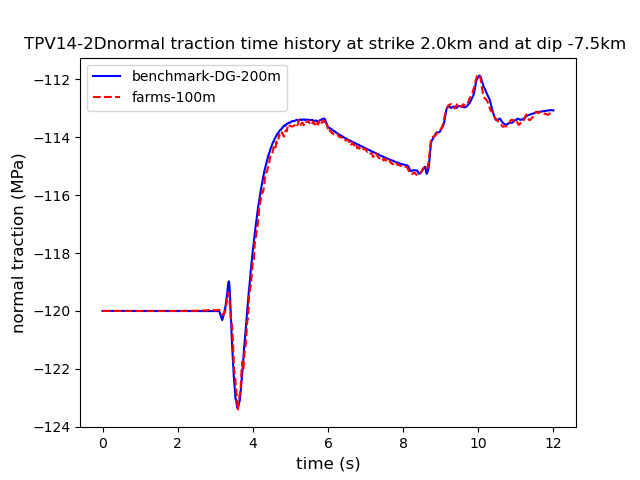 TPV14-2Dnormal traction time history at strike 2.0km and at dip -7.5km
benchmark-DG-200m
farms-100m
normal traction (MPa)
−112
−114
−116
−118
−120
−122
−124
0 2 4 6 8 10 12
time (s)